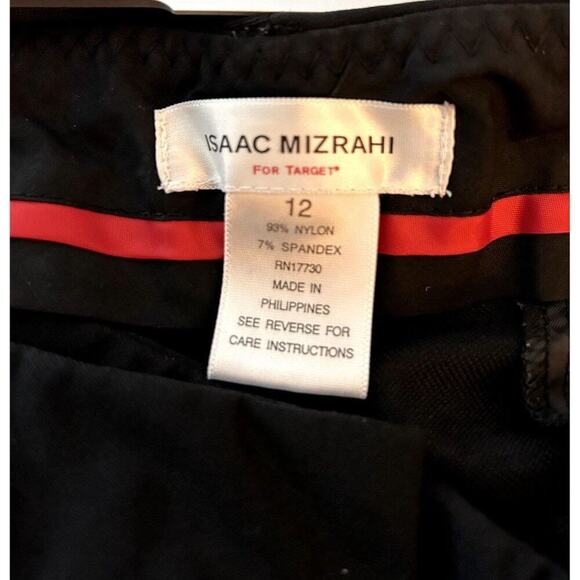 ISAAC MIZRAHI
FOR TARGET*
12
93% NYLON
7% SPANDEX
RN17730
MADE IN
PHILIPPINES
SEE REVERSE FOR
CARE INSTRUCTIONS